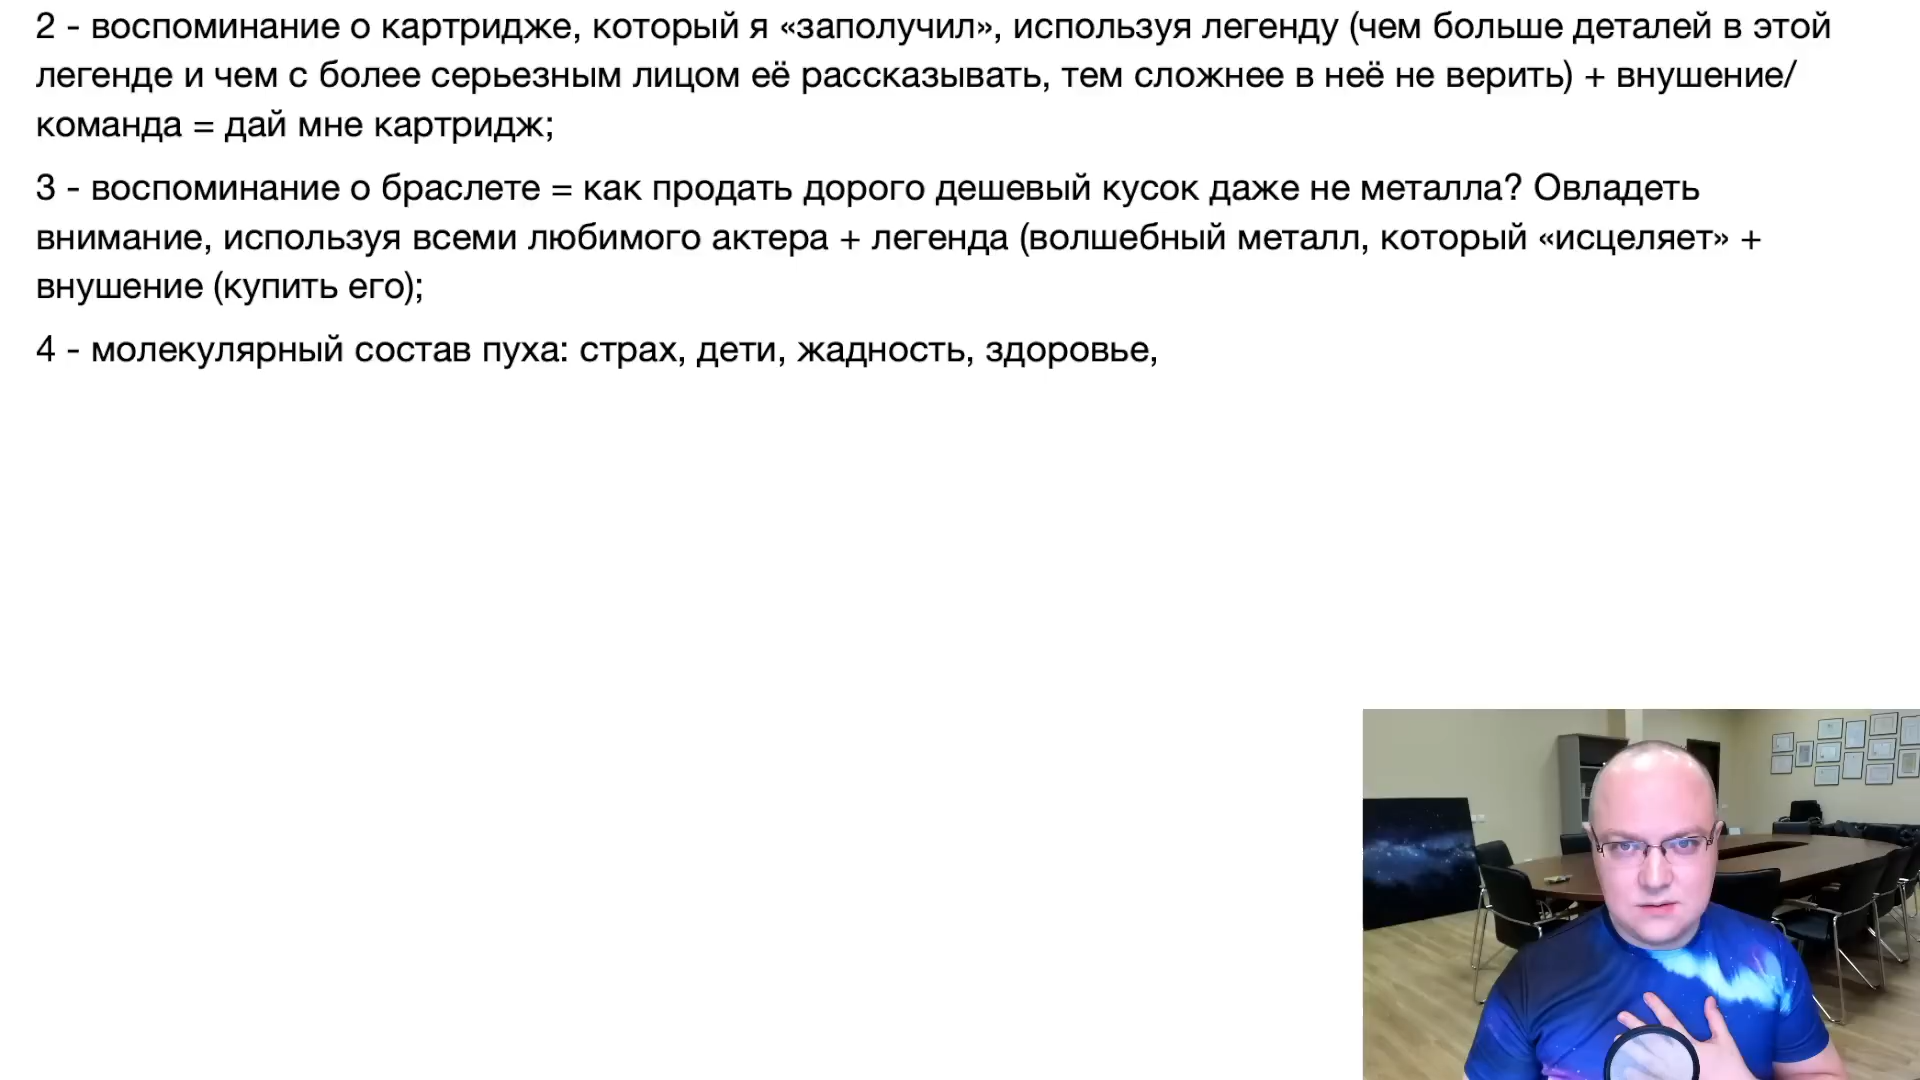 2 - воспоминание о картридже, который я «заполучил», используя легенду (чем больше деталей в этой
легенде и чем с более серьезным лицом её рассказывать, тем сложнее в неё не верить) + внушение/
команда = дай мне картридж;
3 - воспоминание о браслете = как продать дорого дешевый кусок даже не металла? Овладеть
внимание, используя всеми любимого актера + легенда (волшебный металл, который «исцеляет» +
внушение (купить его);
4 - молекулярный состав пуха: страх, дети, жадность, здоровье,